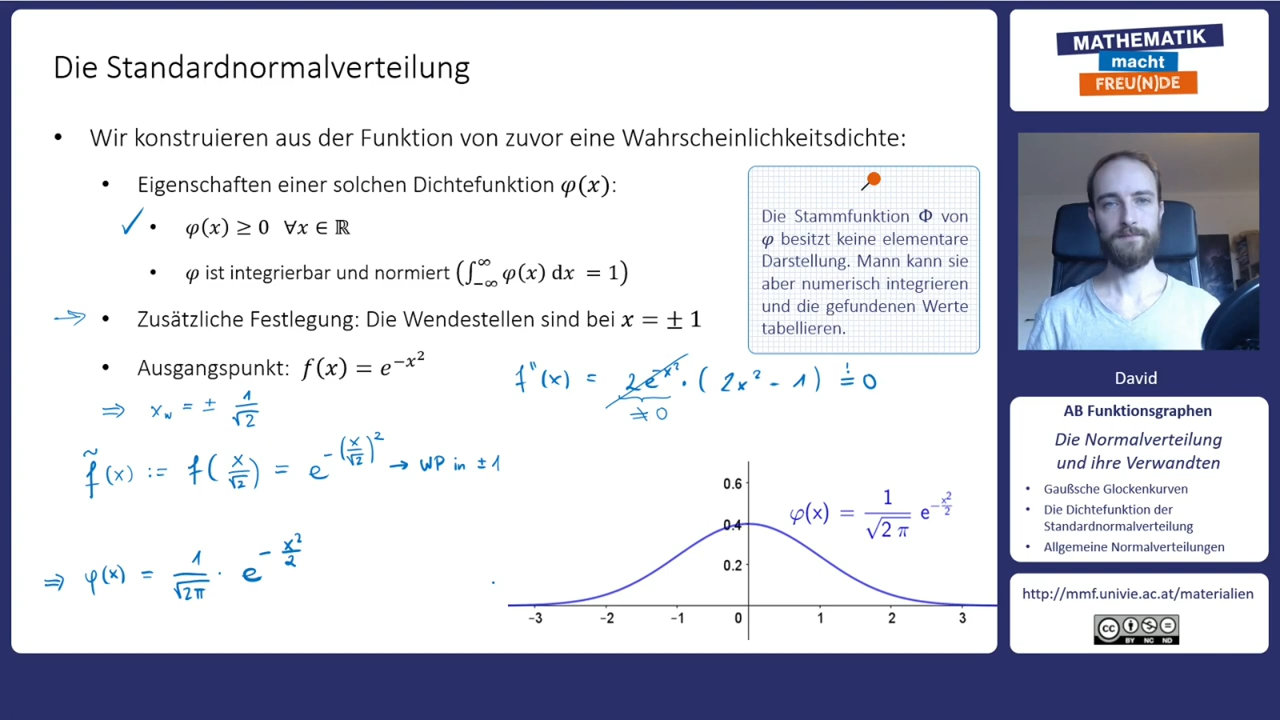 Die Standardnormalverteilung
• Wir konstruieren aus der Funktion von zuvor eine Wahrscheinlichkeitsdichte:
• Eigenschaften einer solchen Dichtefunktion φ(x):
✓ • φ(x) ≥ 0 ∀x ∈ ℝ
• φ ist integrierbar und normiert (∫_{−∞}^{∞} φ(x) dx = 1)
→ • Zusätzliche Festlegung: Die Wendestellen sind bei x = ± 1
• Ausgangspunkt: f(x) = e^{−x²}
⇒ x_w = ± 1/√2
f̃(x) := f(x/√2) = e^{−(x/√2)²} → WP in ±1
⇒ φ(x) = 1/√2π · e^{−x²/2}
Die Stammfunktion Φ von
φ besitzt keine elementare
Darstellung. Mann kann sie
aber numerisch integrieren
und die gefundenen Werte
tabellieren.
f''(x) = 2e^{−x²} · (2x² − 1) =! 0
≠ 0
0.6
0.4
0.2
φ(x) = 1/√2 π e^{−x²/2}
−3 −2 −1 0 1 2 3
MATHEMATIK
macht
FREU(N)DE
David
AB Funktionsgraphen
Die Normalverteilung
und ihre Verwandten
• Gaußsche Glockenkurven
• Die Dichtefunktion der
Standardnormalverteilung
• Allgemeine Normalverteilungen
http://mmf.univie.ac.at/materialien
cc
BY NC ND